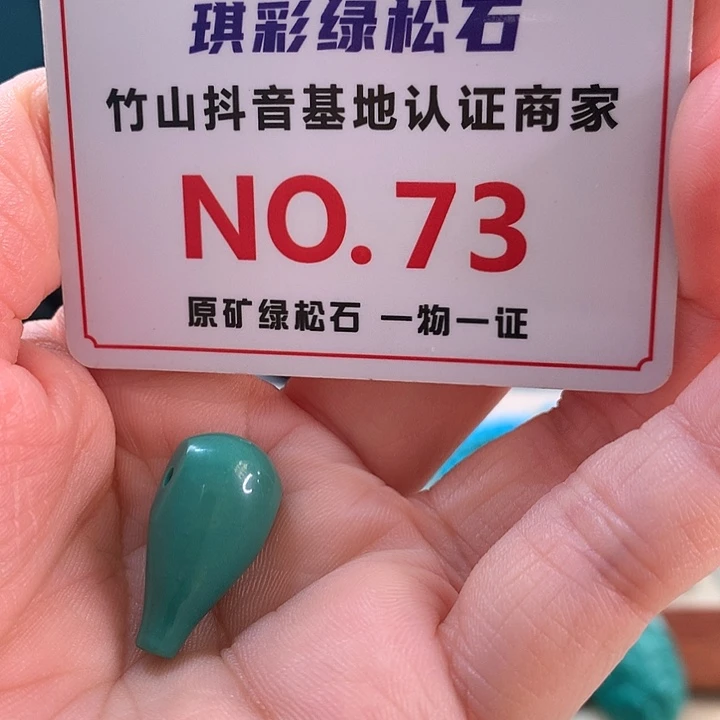 琪彩绿松石
竹山抖音基地认证商家
NO.73
原矿绿松石 一物一证